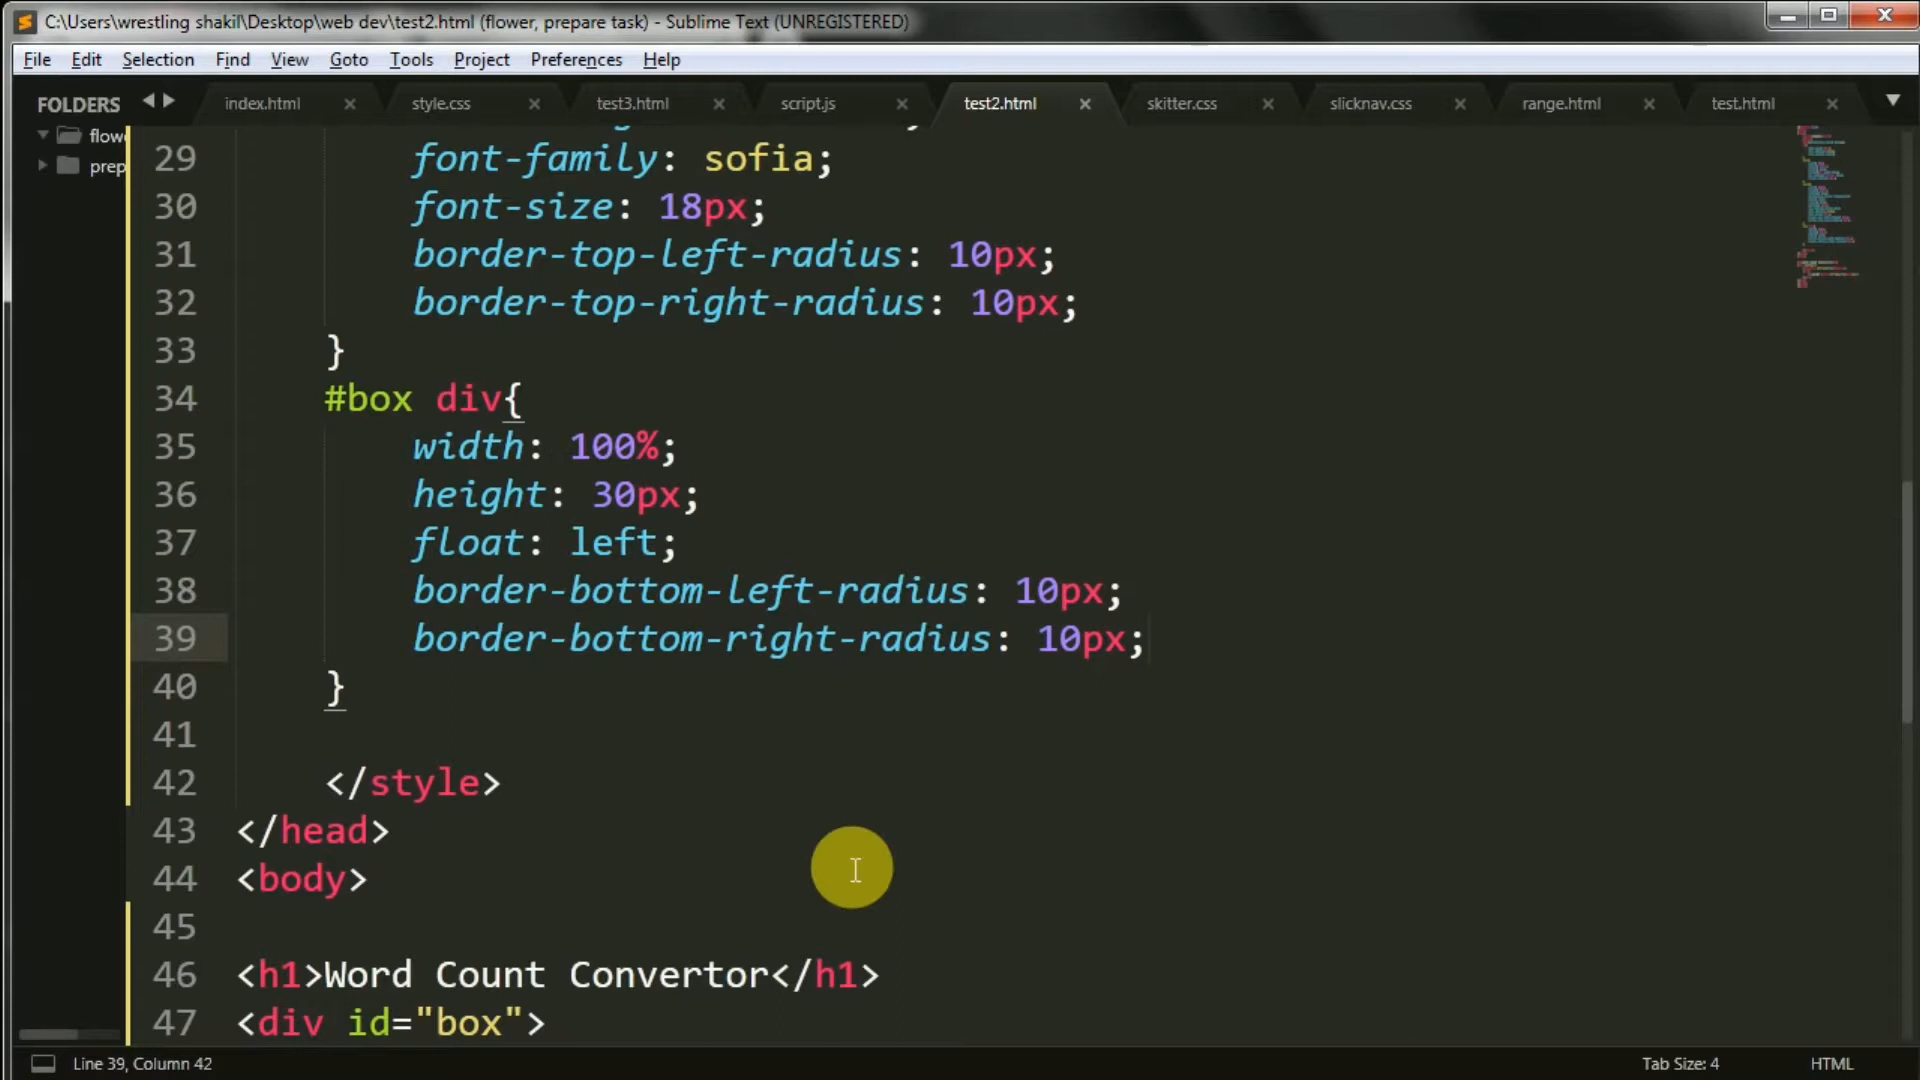 C:\Users\wrestling shakil\Desktop\web dev\test2.html (flower, prepare task) - Sublime Text (UNREGISTERED)
File Edit Selection Find View Goto Tools Project Preferences Help
FOLDERS
index.html style.css test3.html script.js test2.html skitter.css slicknav.css range.html test.html
flowe
prep
29 font-family: sofia;
30 font-size: 18px;
31 border-top-left-radius: 10px;
32 border-top-right-radius: 10px;
33 }
34 #box div{
35 width: 100%;
36 height: 30px;
37 float: left;
38 border-bottom-left-radius: 10px;
39 border-bottom-right-radius: 10px;
40 }
41
42 </style>
43 </head>
44 <body>
45
46 <h1>Word Count Convertor</h1>
47 <div id="box">
Line 39, Column 42
Tab Size: 4
HTML